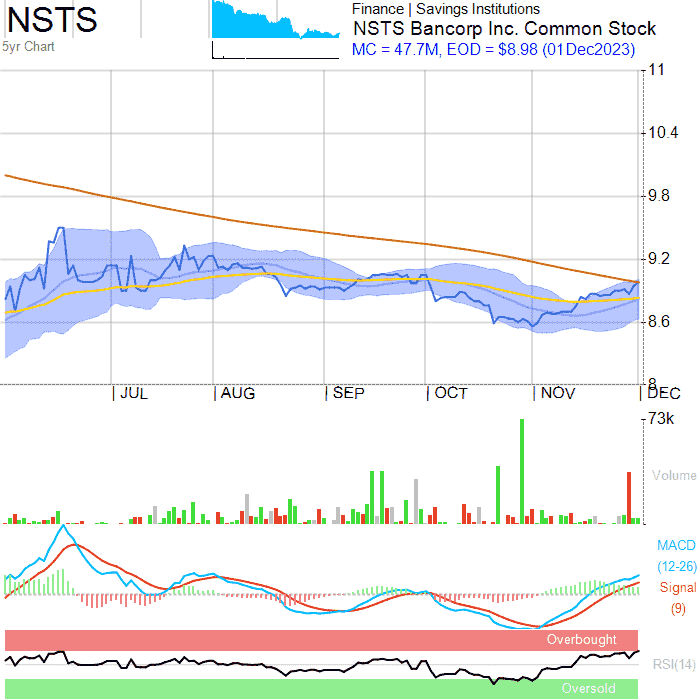 NSTS
5yr Chart
Finance | Savings Institutions
NSTS Bancorp Inc. Common Stock
MC = 47.7M, EOD = $8.98 (01Dec2023)
11
10.4
9.8
9.2
8.6
8
JUL AUG SEP OCT NOV DEC
73k
Volume
MACD
(12-26)
Signal
(9)
Overbought
RSI(14)
Oversold